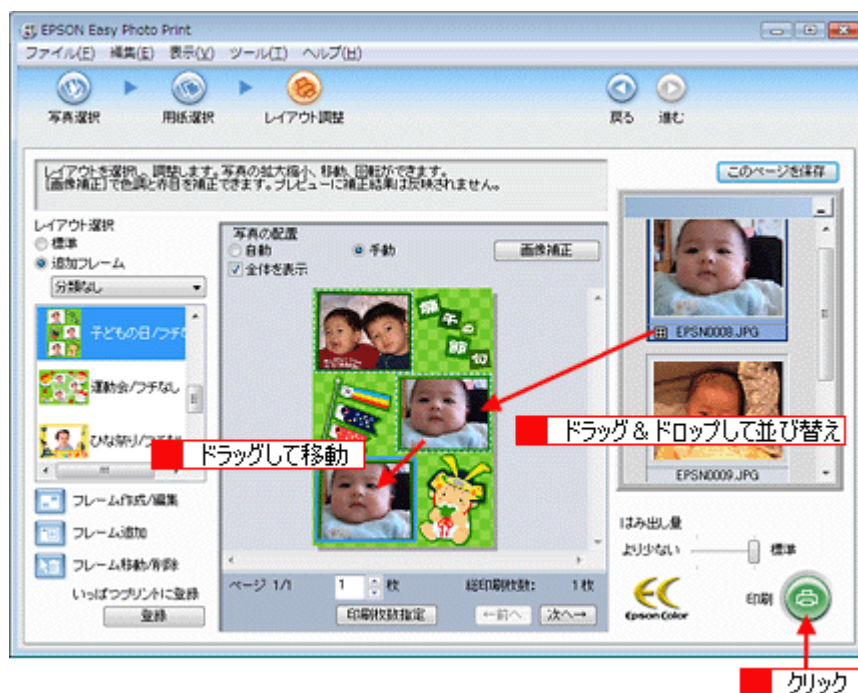 EPSON Easy Photo Print
ファイル(F) 編集(E) 表示(V) ツール(T) ヘルプ(H)
写真選択 用紙選択 レイアウト調整 戻る 進む
レイアウトを選択し、調整します。写真の拡大縮小、移動、回転ができます。
[画像補正]で色調と赤目を補正できます。プレビューに補正結果は反映されません。
このページを保存
レイアウト選択
標準
追加フレーム
分類なし
子どもの日/フチな
運動会/フチなし
ひな祭り/フチなし
フレーム作成/編集
フレーム追加
フレーム移動/削除
いっぱつプリントに登録
登録
写真の配置
自動 手動 画像補正
全体を表示
端午の節句
ドラッグして移動
ドラッグ&ドロップして並び替え
ページ 1/1 1 枚 総印刷枚数: 1枚
印刷枚数指定 ←前へ 次へ→
EPSN0008.JPG
EPSN0009.JPG
はみ出し量
より少ない 標準
Epson Color
印刷
クリック